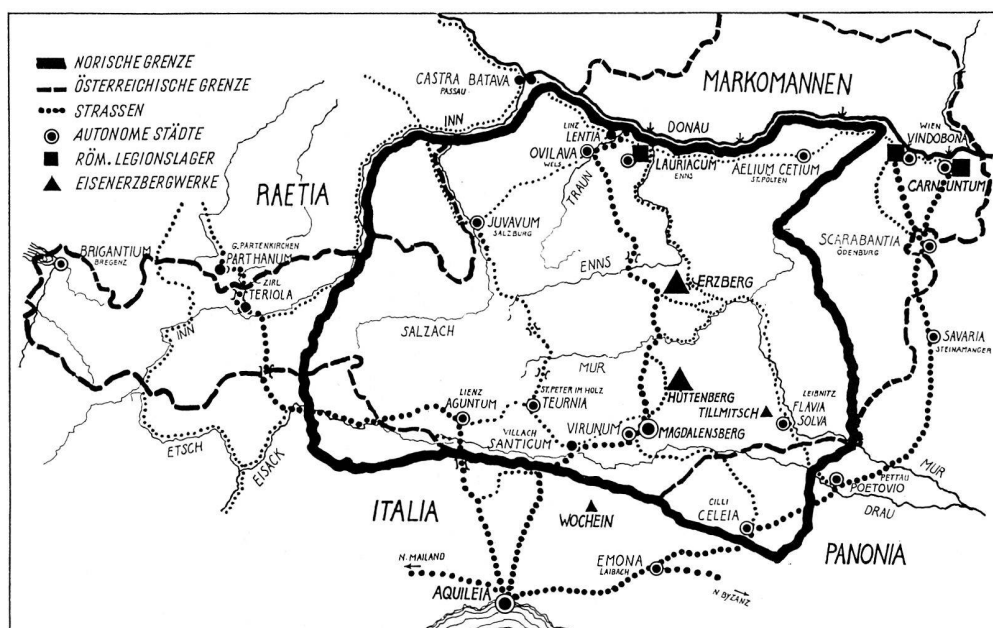 NORISCHE GRENZE
ÖSTERREICHISCHE GRENZE
STRASSEN
AUTONOME STÄDTE
RÖM. LEGIONSLAGER
EISENERZBERGWERKE
CASTRA BATAVA
PASSAU
MARKOMANNEN
INN
LINZ
LENTIA
DONAU
OVILAVA
WELS
LAURIACUM
ENNS
AELIUM CETIUM
ST. PÖLTEN
WIEN
VINDOBONA
CARNUNTUM
TRAUN
RAETIA
JUVAVUM
SALZBURG
SCARABANTIA
ÖDENBURG
BRIGANTIUM
BREGENZ
G. PARTENKIRCHEN
PARTHANUM
ZIRL
TERIOLA
ENNS
ERZBERG
INN
SALZACH
SAVARIA
STEINAMANGER
MUR
HÜTTENBERG
TILLMITSCH
LEIBNITZ
FLAVIA
SOLVA
LIENZ
AGUNTUM
ST. PETER IM HOLZ
TEURNIA
VILLACH
SANTICUM
VIRUNUM
MAGDALENSBERG
ETSCH
EISACK
MUR
PETTAU
POETOVIO
DRAU
ITALIA
WOCHEIN
CILLI
CELEIA
PANONIA
N. MAILAND
EMONA
LAIBACH
N BYZANZ
AQUILEIA